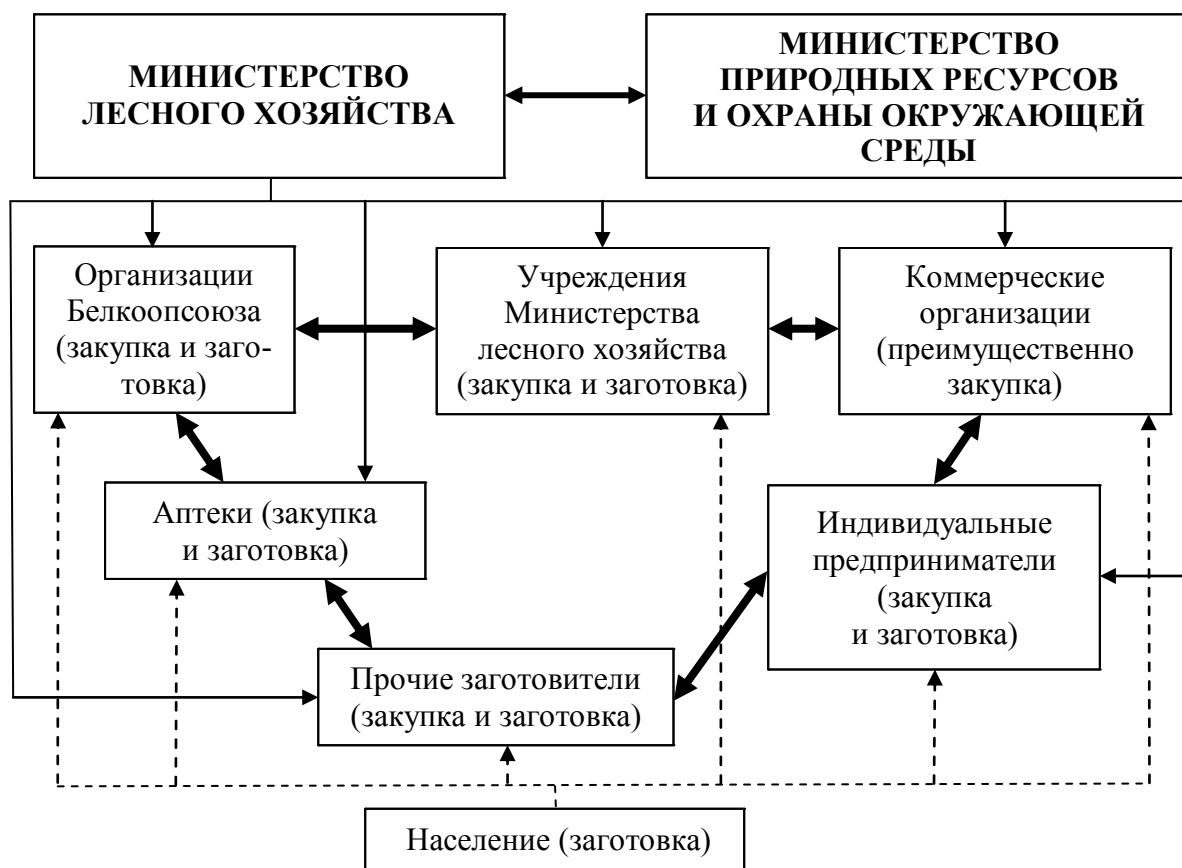 МИНИСТЕРСТВО
ЛЕСНОГО ХОЗЯЙСТВА
МИНИСТЕРСТВО
ПРИРОДНЫХ РЕСУРСОВ
И ОХРАНЫ ОКРУЖАЮЩЕЙ
СРЕДЫ
Организации
Белкоопсоюза
(закупка и заго-
товка)
Учреждения
Министерства
лесного хозяйства
(закупка и заготовка)
Коммерческие
организации
(преимущественно
закупка)
Аптеки (закупка
и заготовка)
Индивидуальные
предприниматели
(закупка
и заготовка)
Прочие заготовители
(закупка и заготовка)
Население (заготовка)